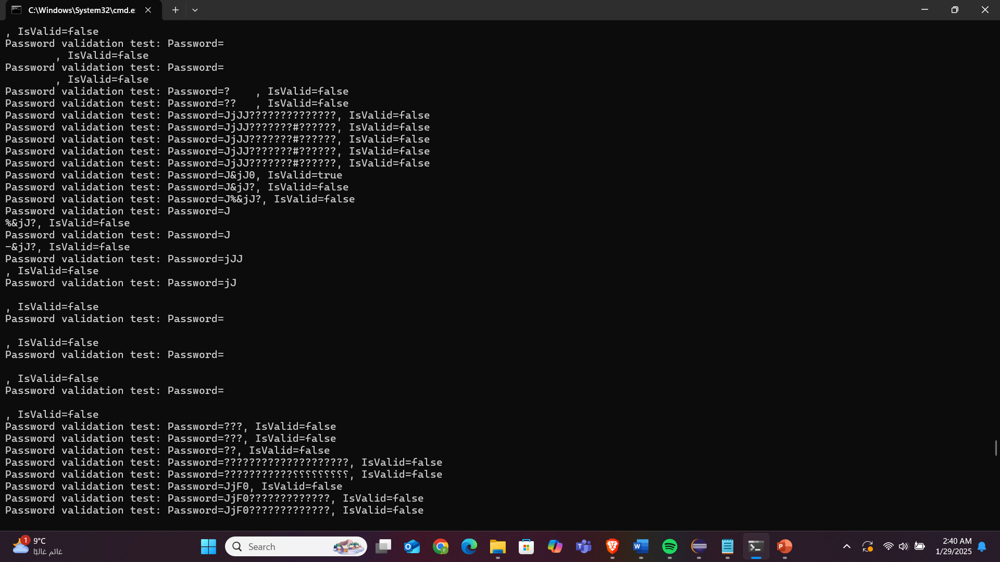 C:\Windows\System32\cmd.e
, IsValid=false
Password validation test: Password=
, IsValid=false
Password validation test: Password=
, IsValid=false
Password validation test: Password=? , IsValid=false
Password validation test: Password=?? , IsValid=false
Password validation test: Password=JjJJ??????????????, IsValid=false
Password validation test: Password=JjJJ???????#??????, IsValid=false
Password validation test: Password=JjJJ???????#??????, IsValid=false
Password validation test: Password=JjJJ???????#??????, IsValid=false
Password validation test: Password=JjJJ???????#??????, IsValid=false
Password validation test: Password=J&jJ0, IsValid=true
Password validation test: Password=J&jJ?, IsValid=false
Password validation test: Password=J%&jJ?, IsValid=false
Password validation test: Password=J
%&jJ?, IsValid=false
Password validation test: Password=J
-&jJ?, IsValid=false
Password validation test: Password=jJJ
, IsValid=false
Password validation test: Password=jJ
, IsValid=false
Password validation test: Password=
, IsValid=false
Password validation test: Password=
, IsValid=false
Password validation test: Password=
, IsValid=false
Password validation test: Password=???, IsValid=false
Password validation test: Password=???, IsValid=false
Password validation test: Password=??, IsValid=false
Password validation test: Password=????????????????????, IsValid=false
Password validation test: Password=???????????؟؟؟؟؟؟؟؟؟, IsValid=false
Password validation test: Password=JjF0, IsValid=false
Password validation test: Password=JjF0?????????????, IsValid=false
Password validation test: Password=JjF0?????????????, IsValid=false
1
9°C
غائم غالبًا
Search
2:40 AM
1/29/2025